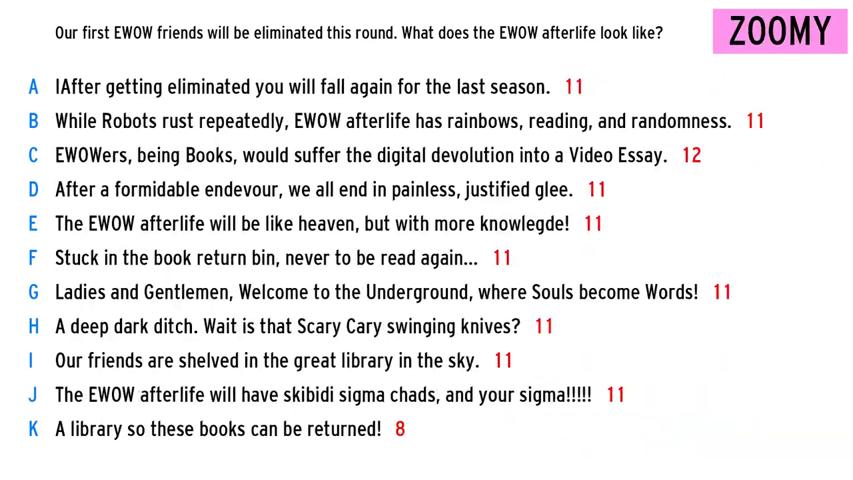 Our first EWOW friends will be eliminated this round. What does the EWOW afterlife look like?
ZOOMY
A IAfter getting eliminated you will fall again for the last season. 11
B While Robots rust repeatedly, EWOW afterlife has rainbows, reading, and randomness. 11
C EWOWers, being Books, would suffer the digital devolution into a Video Essay. 12
D After a formidable endevour, we all end in painless, justified glee. 11
E The EWOW afterlife will be like heaven, but with more knowlegde! 11
F Stuck in the book return bin, never to be read again... 11
G Ladies and Gentlemen, Welcome to the Underground, where Souls become Words! 11
H A deep dark ditch. Wait is that Scary Cary swinging knives? 11
I Our friends are shelved in the great library in the sky. 11
J The EWOW afterlife will have skibidi sigma chads, and your sigma!!!!! 11
K A library so these books can be returned! 8